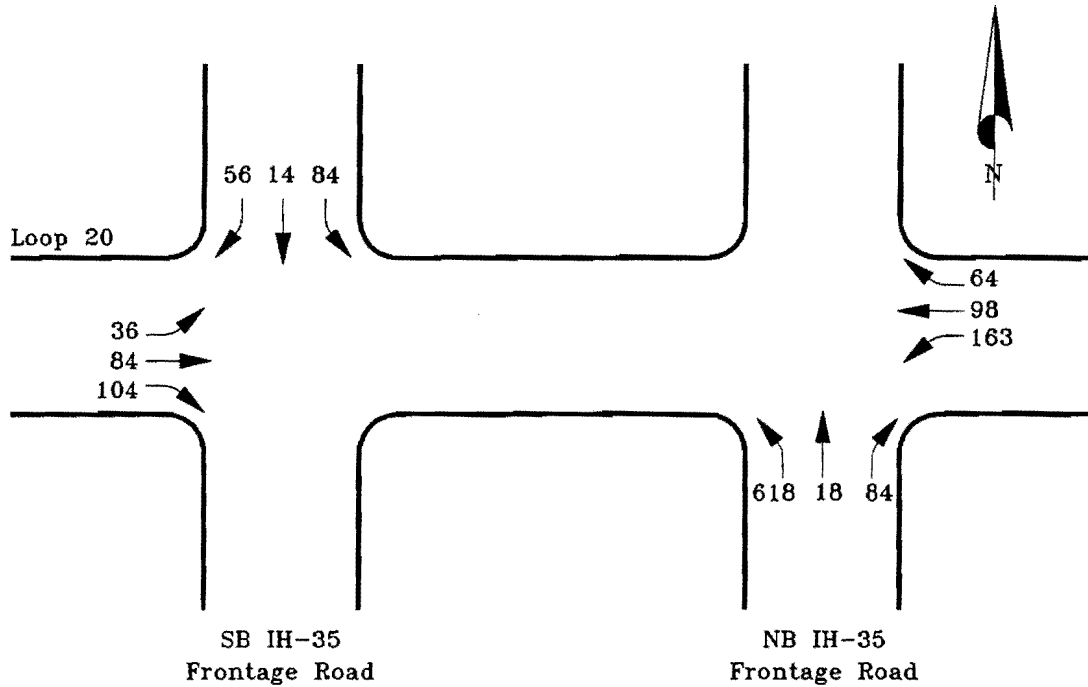 N
56 14 84
Loop 20
64
98
163
36
84
104
618 18 84
SB IH-35
Frontage Road
NB IH-35
Frontage Road